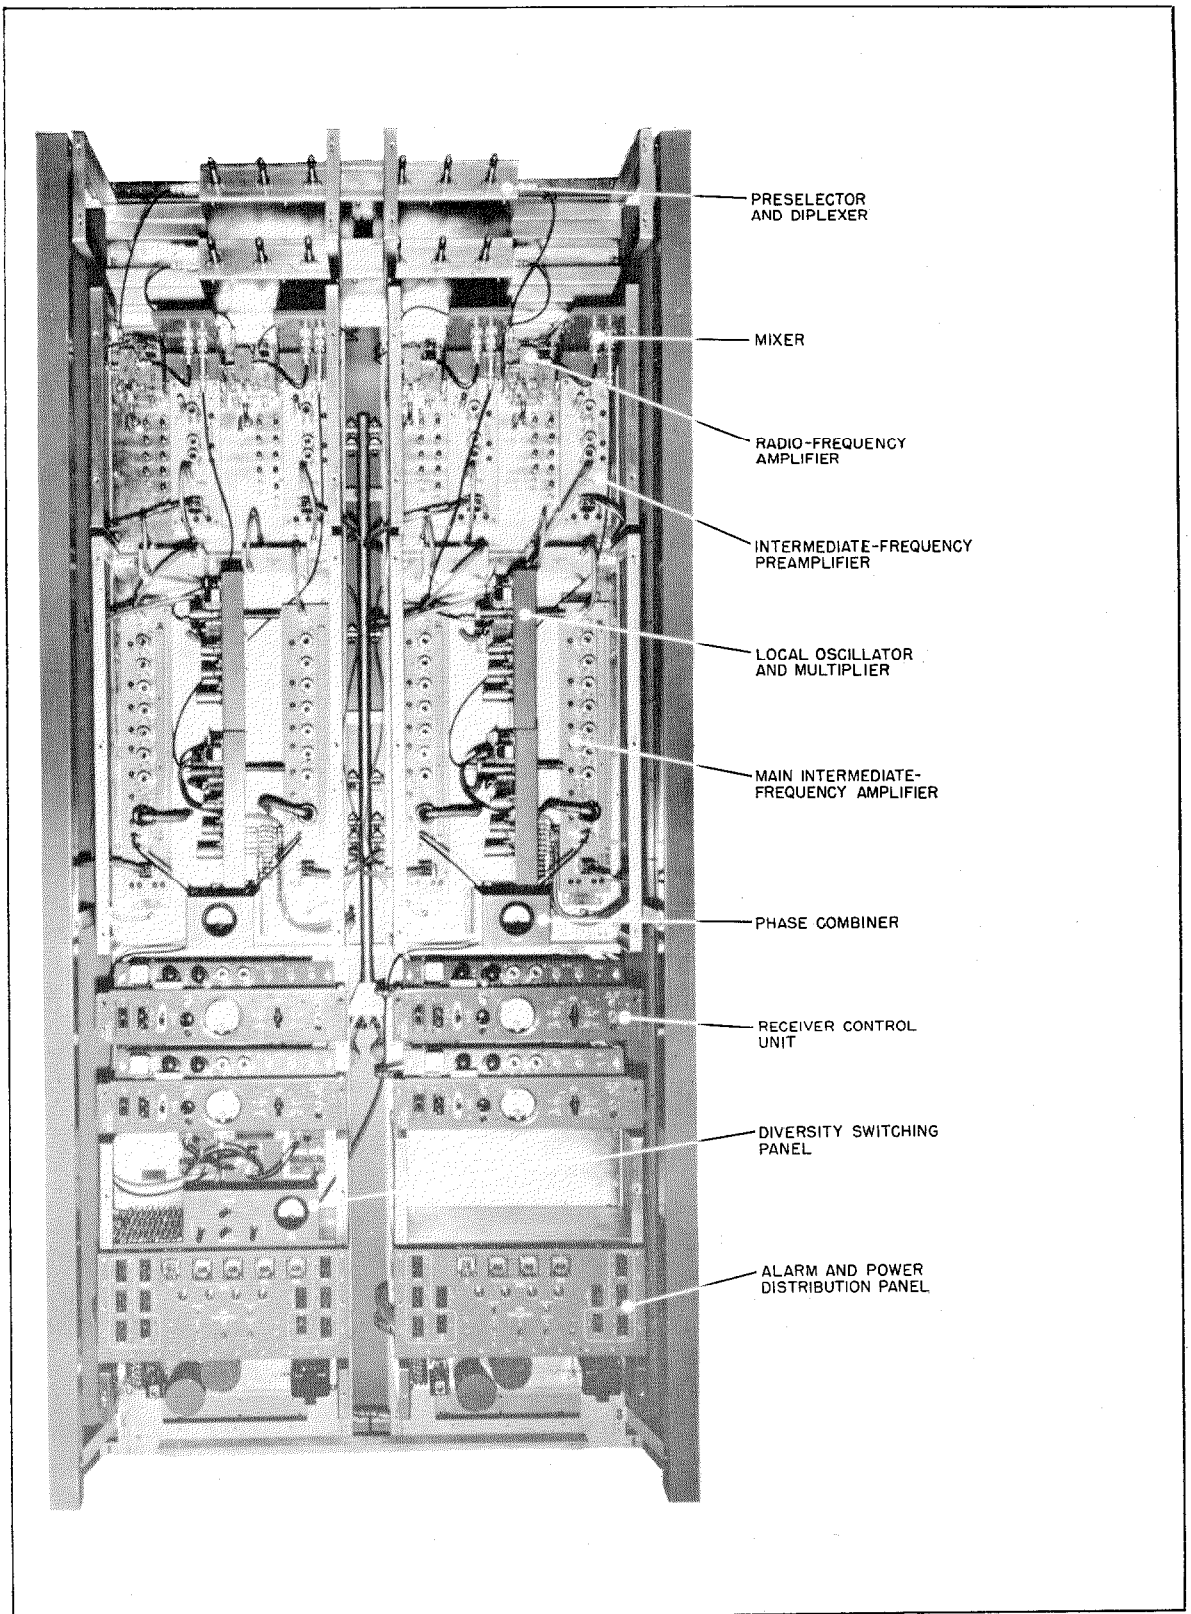 PRESELECTOR
AND DIPLEXER
MIXER
RADIO-FREQUENCY
AMPLIFIER
INTERMEDIATE-FREQUENCY
PREAMPLIFIER
LOCAL OSCILLATOR
AND MULTIPLIER
MAIN INTERMEDIATE-
FREQUENCY AMPLIFIER
PHASE COMBINER
RECEIVER CONTROL
UNIT
DIVERSITY SWITCHING
PANEL
ALARM AND POWER
DISTRIBUTION PANEL